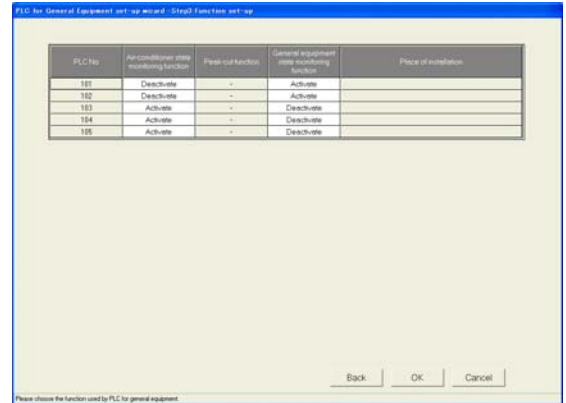 PLC for General Equipment set-up wizard -Step3 Function set-up-
PLC No Air-conditioner state monitoring function Peak-cut function General equipment state monitoring function Place of installation
101 Deactivate - Activate
102 Deactivate - Activate
103 Activate - Deactivate
104 Activate - Deactivate
105 Activate - Deactivate
Back OK Cancel
Please choose the function used by PLC for general equipment.